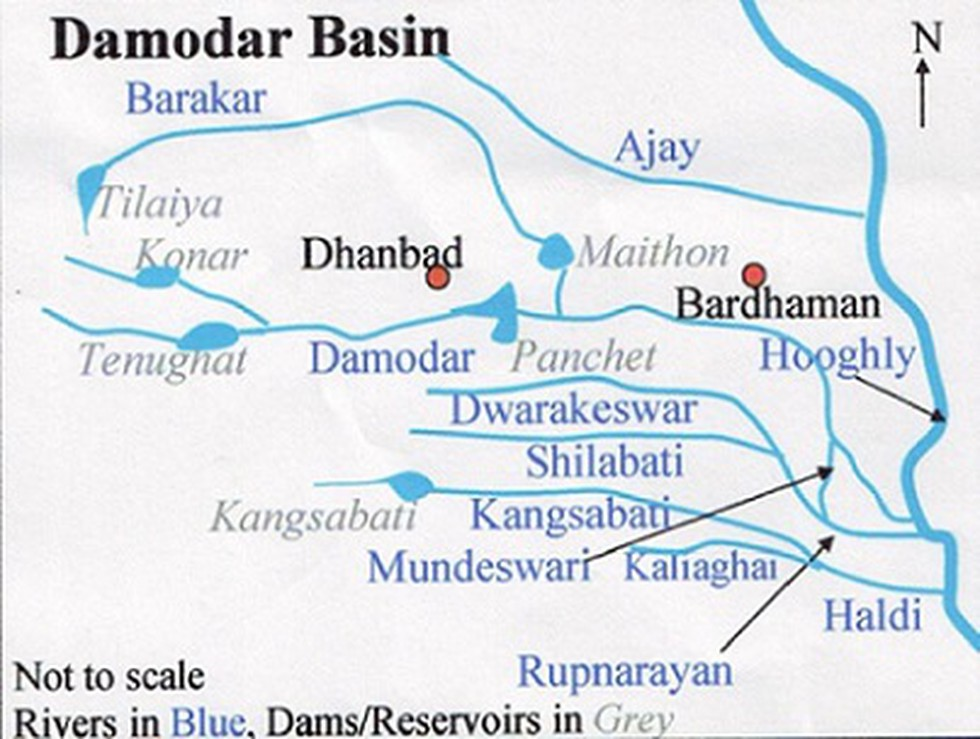 Damodar Basin
N
Barakar
Ajay
Tilaiya
Konar
Dhanbad
Maithon
Bardhaman
Tenughat
Damodar
Panchet
Hooghly
Dwarakeswar
Shilabati
Kangsabati
Kangsabati
Mundeswari
Kaliaghai
Haldi
Rupnarayan
Not to scale
Rivers in Blue, Dams/Reservoirs in Grey